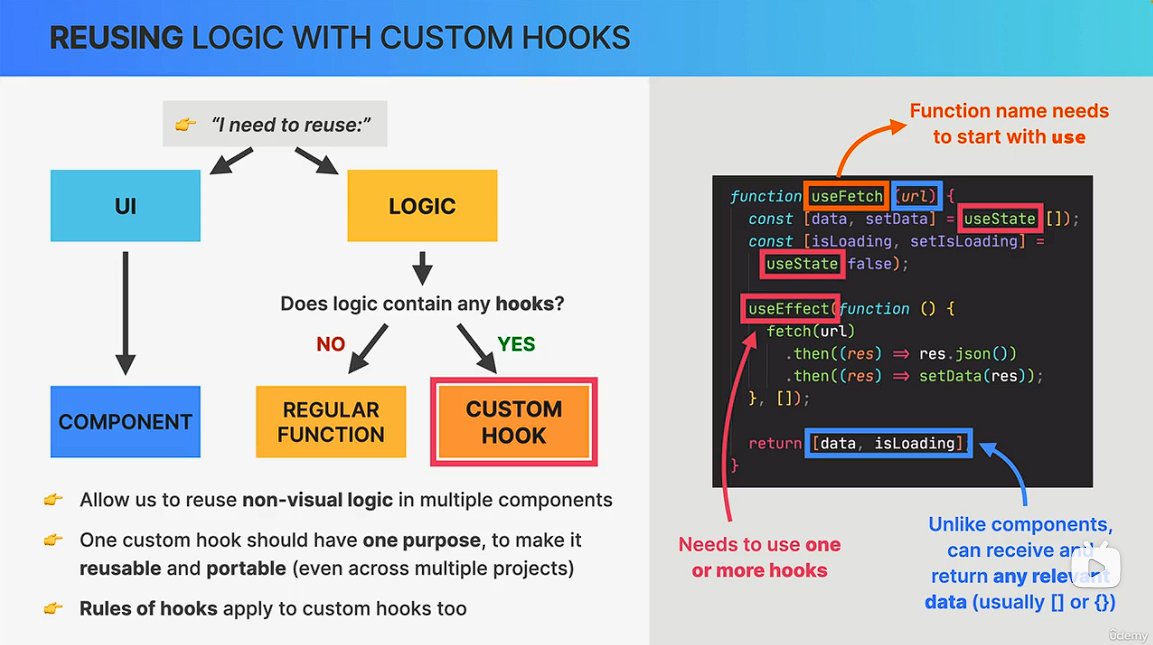 REUSING LOGIC WITH CUSTOM HOOKS
"I need to reuse:"
UI
LOGIC
Does logic contain any hooks?
NO
YES
COMPONENT
REGULAR
FUNCTION
CUSTOM
HOOK
Allow us to reuse non-visual logic in multiple components
One custom hook should have one purpose, to make it
reusable and portable (even across multiple projects)
Rules of hooks apply to custom hooks too
Function name needs
to start with use
function useFetch (url) {
const [data, setData] = useState([]);
const [isLoading, setIsLoading] =
useState(false);
useEffect(function () {
fetch(url)
.then((res) => res.json())
.then((res) => setData(res));
}, []);
return [data, isLoading];
}
Needs to use one
or more hooks
Unlike components,
can receive and
return any relevant
data (usually [] or {})
ûdemy